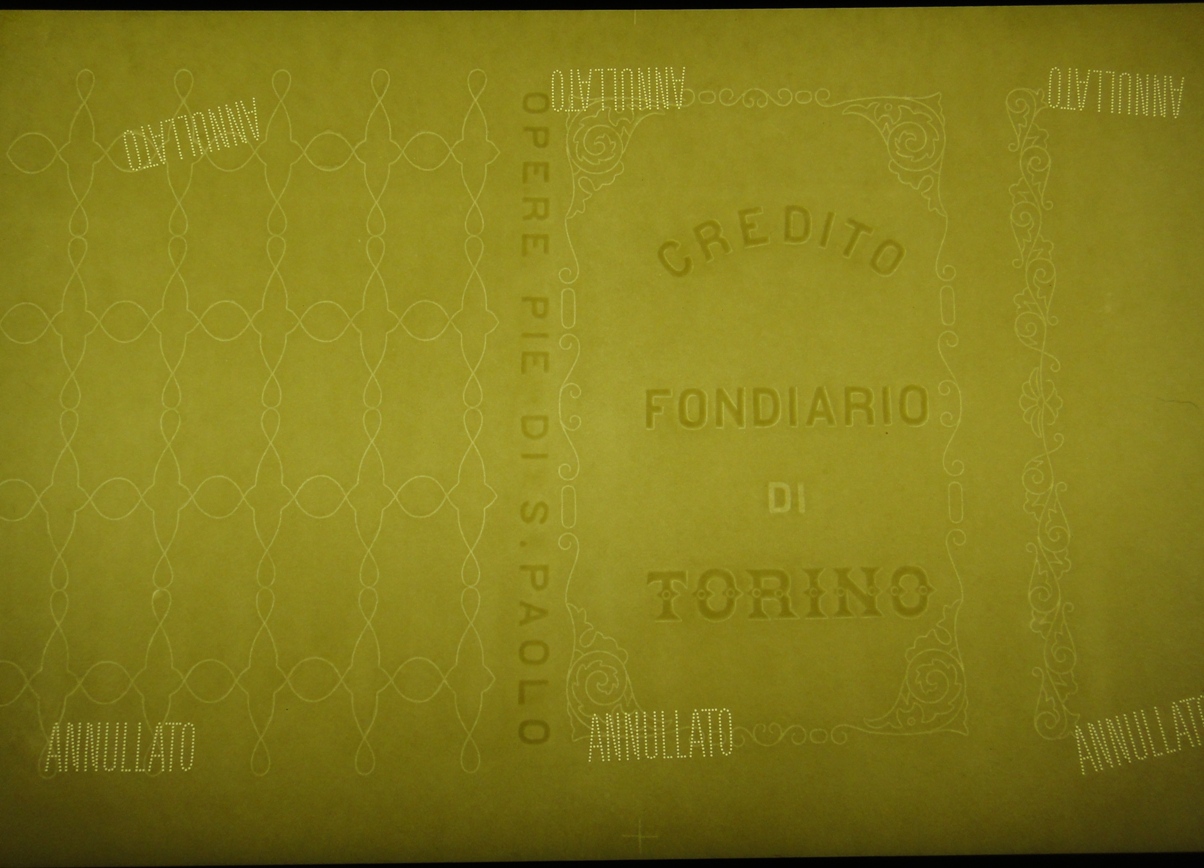 ANNULLATO
ANNULLATO
ANNULLATO
OPERE PIE DI S. PAOLO
CREDITO
FONDIARIO
DI
TORINO
ANNULLATO
ANNULLATO
ANNULLATO